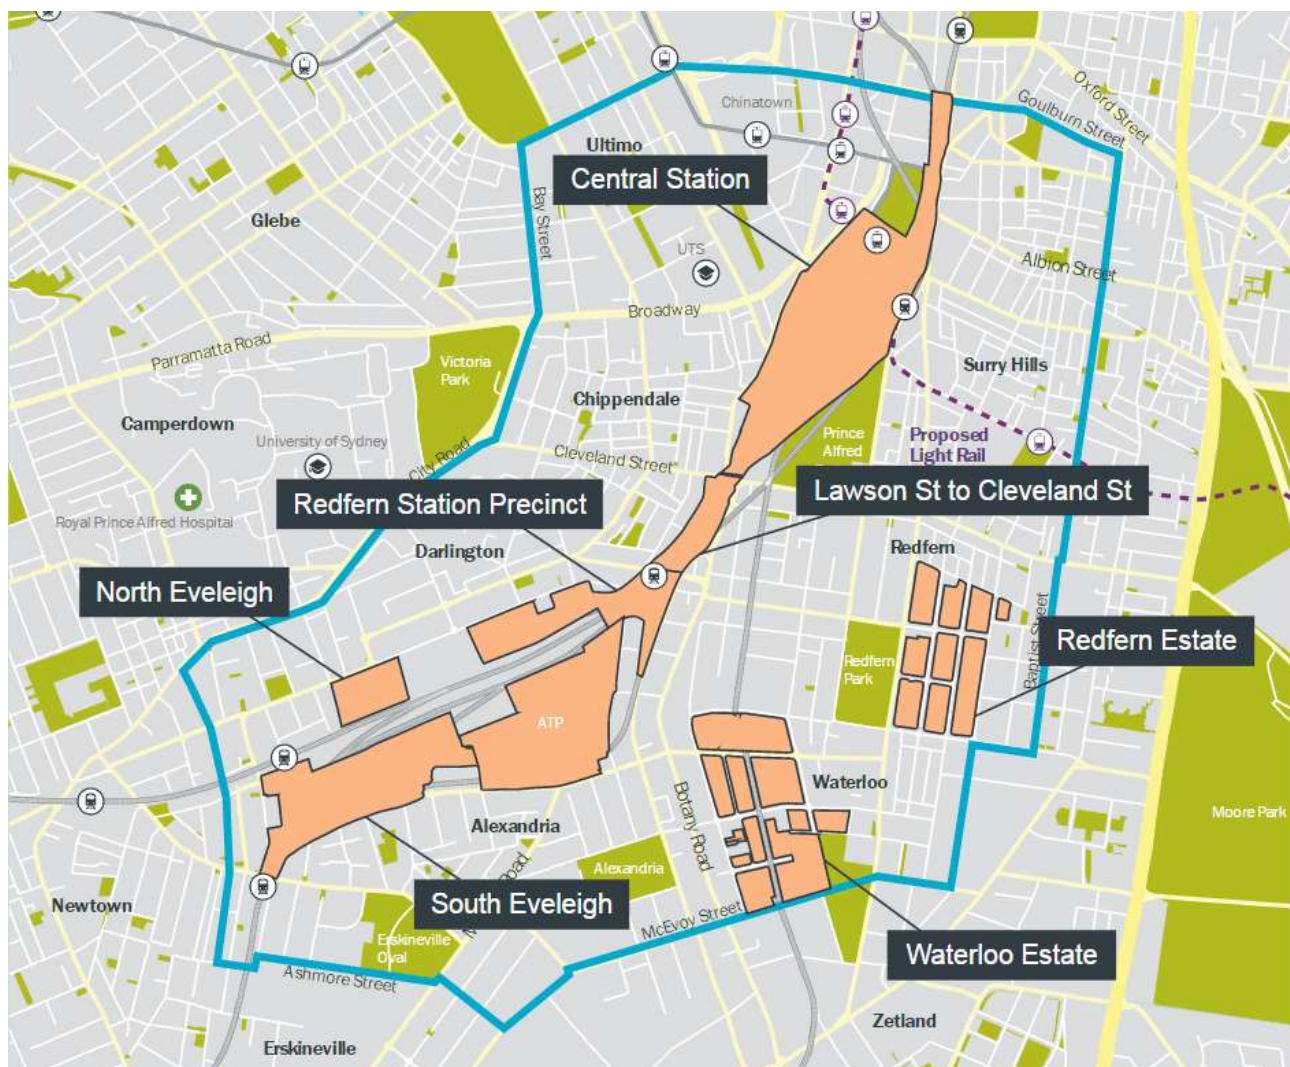 Chinatown
Oxford Street
Goulburn Street
Ultimo
Central Station
Bay Street
Glebe
UTS
Albion Street
Broadway
Parramatta Road
Victoria
Park
Surry Hills
Chippendale
Camperdown
University of Sydney
City Road
Cleveland Street
Prince
Alfred
Proposed
Light Rail
Redfern Station Precinct
Lawson St to Cleveland St
Royal Prince Alfred Hospital
Darlington
Redfern
North Eveleigh
Baptist Street
Redfern Estate
Redfern
Park
ATP
Waterloo
Moore Park
Botany Road
Alexandria
Alexandria
South Eveleigh
Road
Newtown
McEvoy Street
Erskineville
Oval
Waterloo Estate
Ashmore Street
Zetland
Erskineville